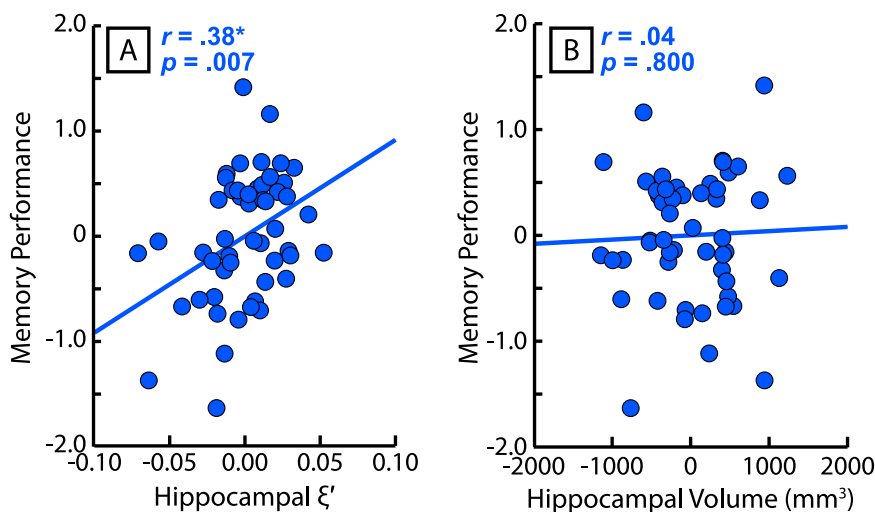 A
r = .38*
p = .007
2.0
1.0
0
-1.0
-2.0
Memory Performance
-0.10 -0.05 0.00 0.05 0.10
Hippocampal ξ′
B
r = .04
p = .800
2.0
1.0
0
-1.0
-2.0
Memory Performance
-2000 -1000 0 1000 2000
Hippocampal Volume (mm³)